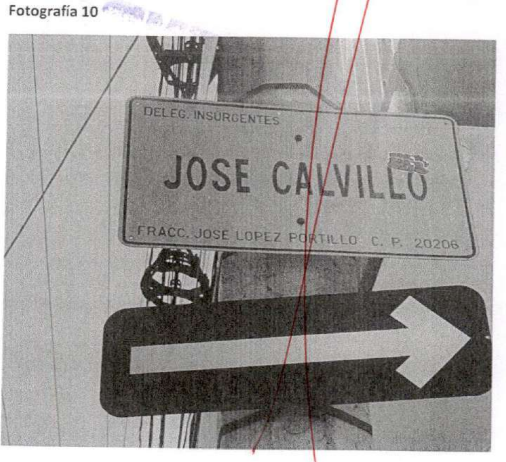 Fotografía 10
DELEG. INSURGENTES
JOSE CALVILLO
FRACC. JOSE LOPEZ PORTILLO C. P. 20206